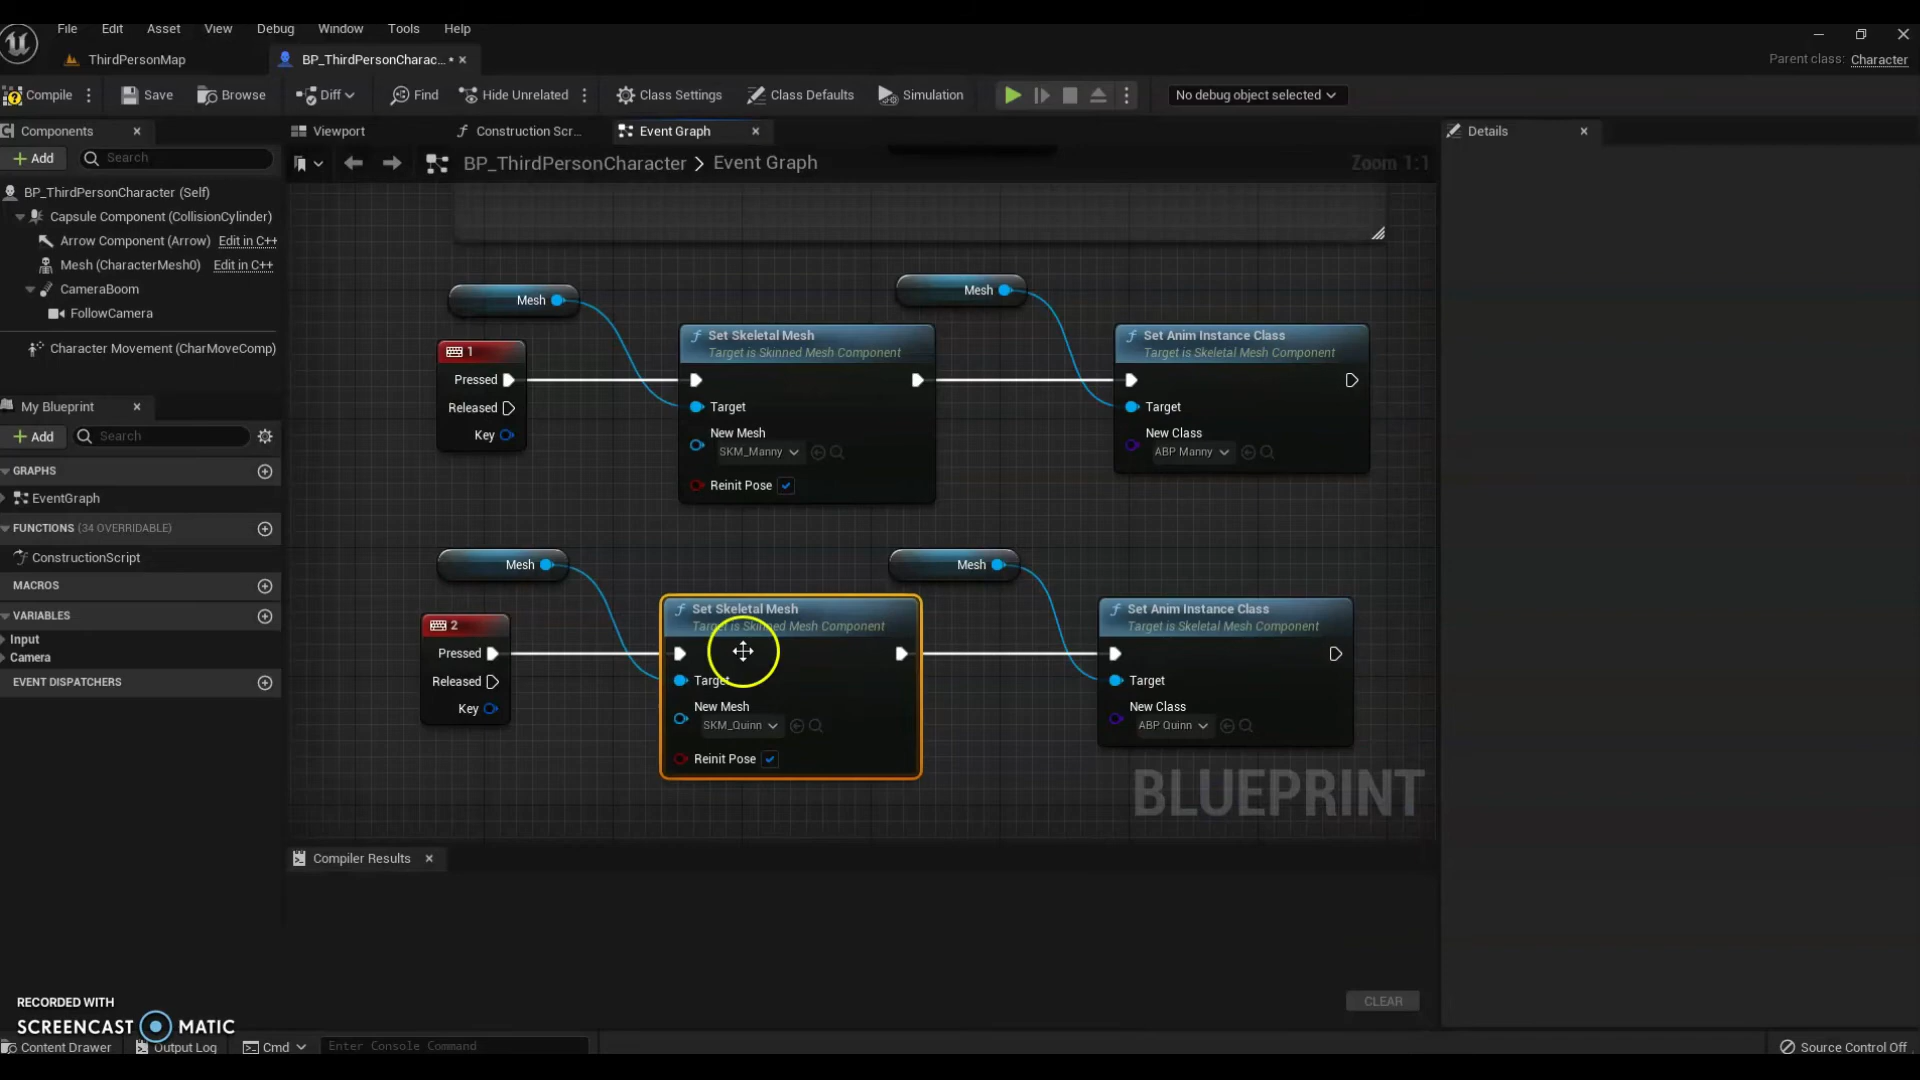 File Edit Asset View Debug Window Tools Help
ThirdPersonMap BP_ThirdPersonCharac... •
Parent class: Character
Compile Save Browse Diff Find Hide Unrelated Class Settings Class Defaults Simulation No debug object selected
Components Viewport Construction Scr... Event Graph Details
Add Search
BP_ThirdPersonCharacter > Event Graph Zoom 1:1
BP_ThirdPersonCharacter (Self)
Capsule Component (CollisionCylinder)
Arrow Component (Arrow) Edit in C++
Mesh (CharacterMesh0) Edit in C++
CameraBoom
FollowCamera
Character Movement (CharMoveComp)
My Blueprint
Add Search
GRAPHS
EventGraph
FUNCTIONS (34 OVERRIDABLE)
ConstructionScript
MACROS
VARIABLES
Input
Camera
EVENT DISPATCHERS
Mesh
Mesh
1
Pressed
Released
Key
Set Skeletal Mesh
Target is Skinned Mesh Component
Target
New Mesh
SKM_Manny
Reinit Pose
Set Anim Instance Class
Target is Skeletal Mesh Component
Target
New Class
ABP Manny
Mesh
Mesh
2
Pressed
Released
Key
Set Skeletal Mesh
Target is Skinned Mesh Component
Target
New Mesh
SKM_Quinn
Reinit Pose
Set Anim Instance Class
Target is Skeletal Mesh Component
Target
New Class
ABP Quinn
BLUEPRINT
Compiler Results
CLEAR
RECORDED WITH
SCREENCAST MATIC
Content Drawer Output Log Cmd Enter Console Command Source Control Off